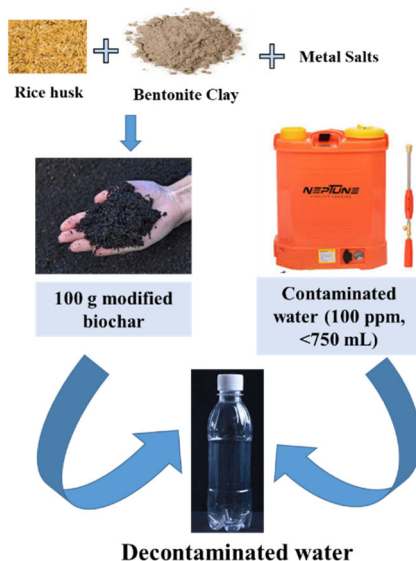 Rice husk
Bentonite Clay
Metal Salts
NEPTUNE
100 g modified
biochar
Contaminated
water (100 ppm,
<750 mL)
Decontaminated water